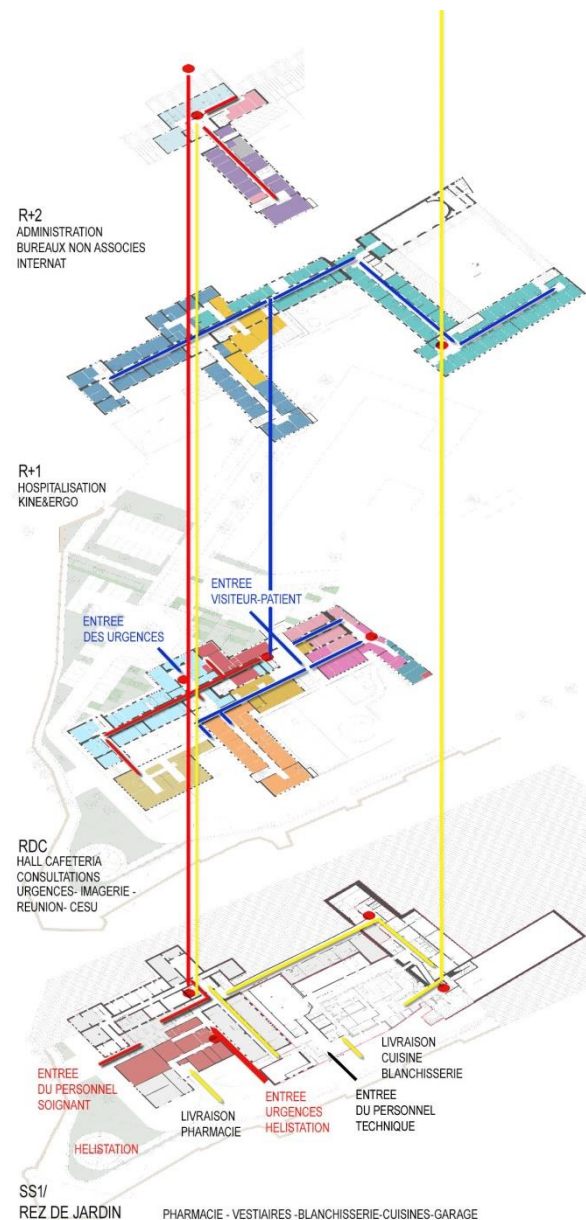 R+2
ADMINISTRATION
BUREAUX NON ASSOCIES
INTERNAT
R+1
HOSPITALISATION
KINE&ERGO
ENTREE
VISITEUR-PATIENT
ENTREE
DES URGENCES
RDC
HALL CAFETERIA
CONSULTATIONS
URGENCES- IMAGERIE -
REUNION- CESU
ENTREE
DU PERSONNEL
SOIGNANT
HELISTATION
LIVRAISON
PHARMACIE
ENTREE
URGENCES
HELISTATION
ENTREE
DU PERSONNEL
TECHNIQUE
LIVRAISON
CUISINE
BLANCHISSERIE
SS1/
REZ DE JARDIN
PHARMACIE - VESTIAIRES -BLANCHISSERIE-CUISINES-GARAGE